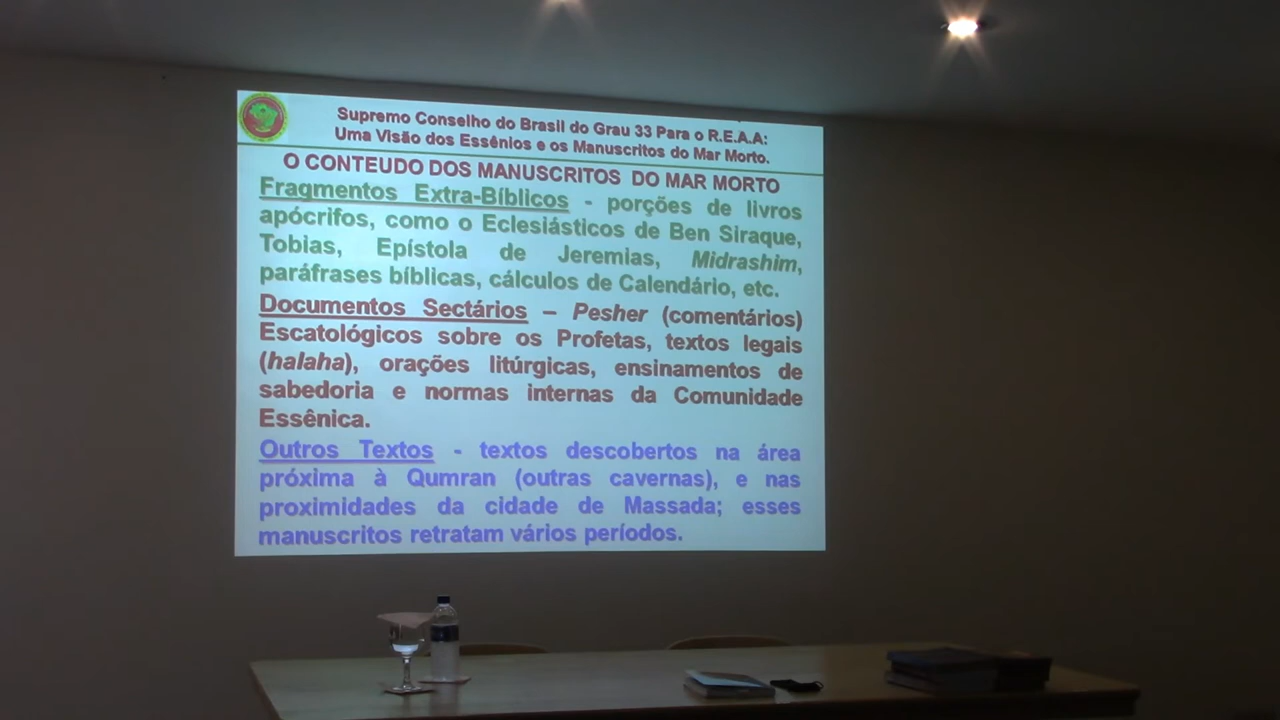 Supremo Conselho do Brasil do Grau 33 Para o R.E.A.A:
Uma Visão dos Essênios e os Manuscritos do Mar Morto.
O CONTEUDO DOS MANUSCRITOS DO MAR MORTO
Fragmentos Extra-Bíblicos - porções de livros
apócrifos, como o Eclesiásticos de Ben Siraque,
Tobias, Epístola de Jeremias, Midrashim,
paráfrases bíblicas, cálculos de Calendário, etc.
Documentos Sectários – Pesher (comentários)
Escatológicos sobre os Profetas, textos legais
(halaha), orações litúrgicas, ensinamentos de
sabedoria e normas internas da Comunidade
Essênica.
Outros Textos - textos descobertos na área
próxima à Qumran (outras cavernas), e nas
proximidades da cidade de Massada; esses
manuscritos retratam vários períodos.